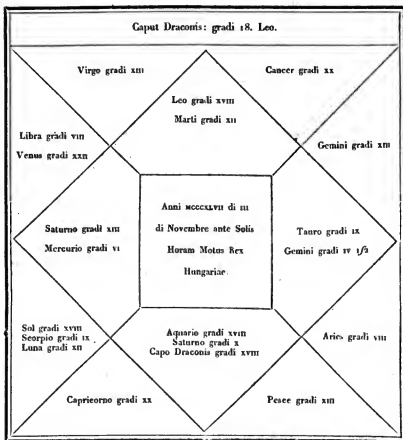 Caput Draconis: gradi 18. Leo.
Virgo gradi XIII
Cancer gradi XX
Leo gradi XVIII
Marti gradi XII
Libra gradi VIII
Venus gradi XXII
Gemini gradi XIII
Saturno gradi XIII
Mercurio gradi VI
Anni MCCCXLVII di III
di Novembre ante Solis
Horam Motus Rex
Hungariae
Tauro gradi IX
Gemini gradi IV 1/2
Sol gradi XVIII
Scorpio gradi IX
Luna gradi XII
Aquario gradi XVIII
Saturno gradi X
Capo Draconis gradi XVIII
Aries gradi VIII
Capricorno gradi XX
Pesce gradi XIII